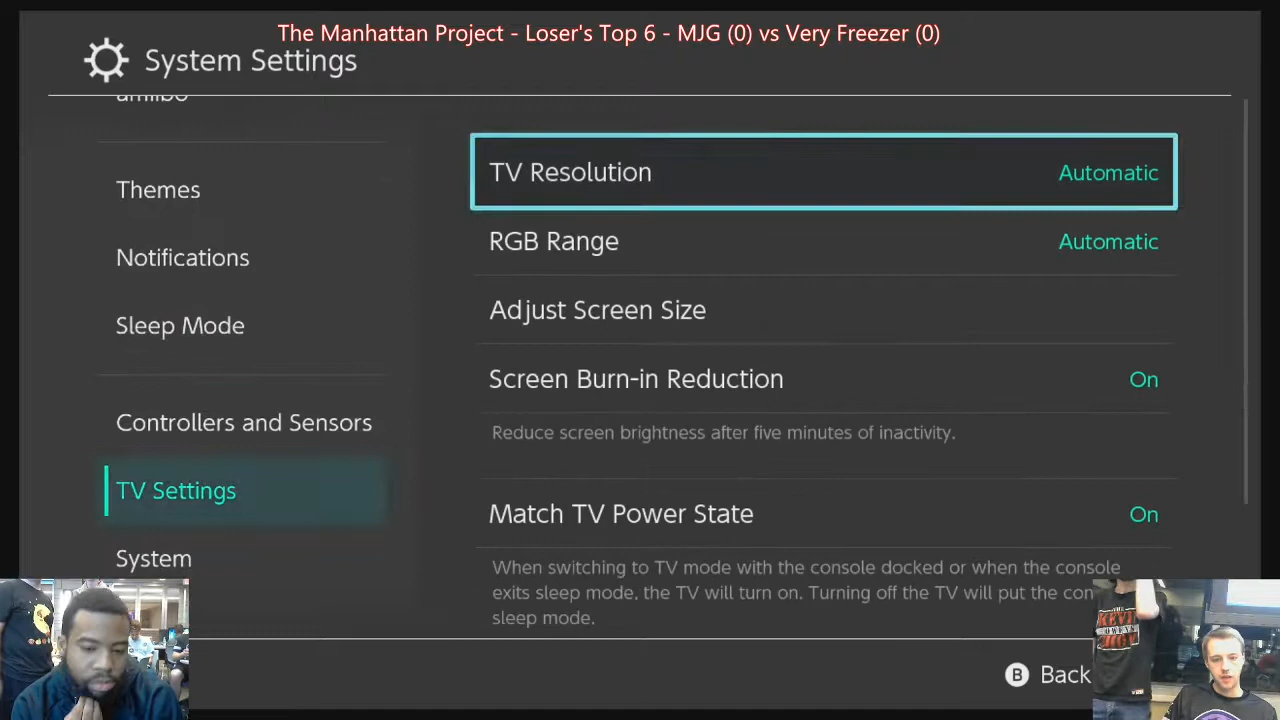 The Manhattan Project - Loser's Top 6 - MJG (0) vs Very Freezer (0)
System Settings
amiibo
Themes
Notifications
Sleep Mode
Controllers and Sensors
TV Settings
System
TV Resolution Automatic
RGB Range Automatic
Adjust Screen Size
Screen Burn-in Reduction On
Reduce screen brightness after five minutes of inactivity.
Match TV Power State On
When switching to TV mode with the console docked or when the console
exits sleep mode, the TV will turn on. Turning off the TV will put the con
sleep mode.
B Back
KEVIN
OWENS